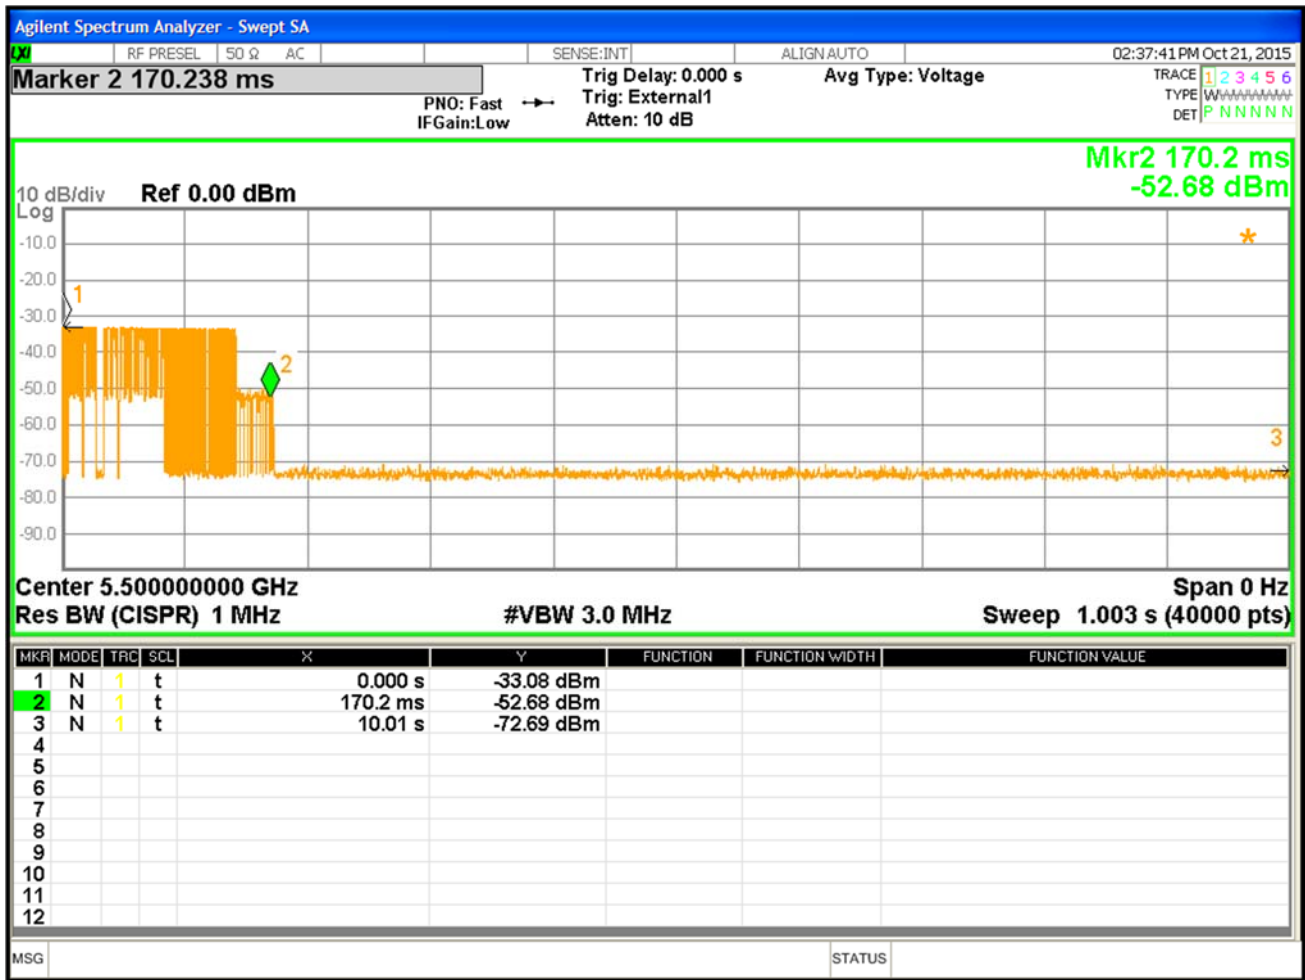 Agilent Spectrum Analyzer - Swept SA
LXI RF PRESEL 50 Ω AC SENSE:INT ALIGN AUTO 02:37:41 PM Oct 21, 2015
Marker 2 170.238 ms
PNO: Fast
IFGain:Low
Trig Delay: 0.000 s
Trig: External1
Atten: 10 dB
Avg Type: Voltage
TRACE 1 2 3 4 5 6
TYPE WWWWWW
DET P N N N N N
Mkr2 170.2 ms
-52.68 dBm
10 dB/div Ref 0.00 dBm
Log
-10.0
-20.0
-30.0
-40.0
-50.0
-60.0
-70.0
-80.0
-90.0
1
2
3
*
Center 5.500000000 GHz Span 0 Hz
Res BW (CISPR) 1 MHz #VBW 3.0 MHz Sweep 1.003 s (40000 pts)
MKR MODE TRC SCL X Y FUNCTION FUNCTION WIDTH FUNCTION VALUE
1 N 1 t 0.000 s -33.08 dBm
2 N 1 t 170.2 ms -52.68 dBm
3 N 1 t 10.01 s -72.69 dBm
4
5
6
7
8
9
10
11
12
MSG STATUS